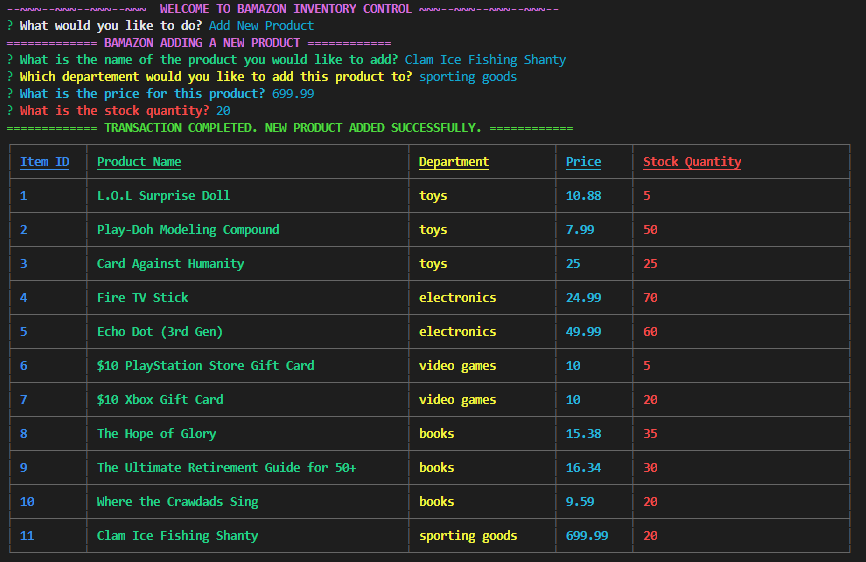 --~~~--~~~--~~~--~~~  WELCOME TO BAMAZON INVENTORY CONTROL ~~~--~~~--~~~--~~~--
? What would you like to do? Add New Product
============= BAMAZON ADDING A NEW PRODUCT ============
? What is the name of the product you would like to add? Clam Ice Fishing Shanty
? Which departement would you like to add this product to? sporting goods
? What is the price for this product? 699.99
? What is the stock quantity? 20
============= TRANSACTION COMPLETED. NEW PRODUCT ADDED SUCCESSFULLY. ============
Item ID Product Name Department Price Stock Quantity
1 L.O.L Surprise Doll toys 10.88 5
2 Play-Doh Modeling Compound toys 7.99 50
3 Card Against Humanity toys 25 25
4 Fire TV Stick electronics 24.99 70
5 Echo Dot (3rd Gen) electronics 49.99 60
6 $10 PlayStation Store Gift Card video games 10 5
7 $10 Xbox Gift Card video games 10 20
8 The Hope of Glory books 15.38 35
9 The Ultimate Retirement Guide for 50+ books 16.34 30
10 Where the Crawdads Sing books 9.59 20
11 Clam Ice Fishing Shanty sporting goods 699.99 20